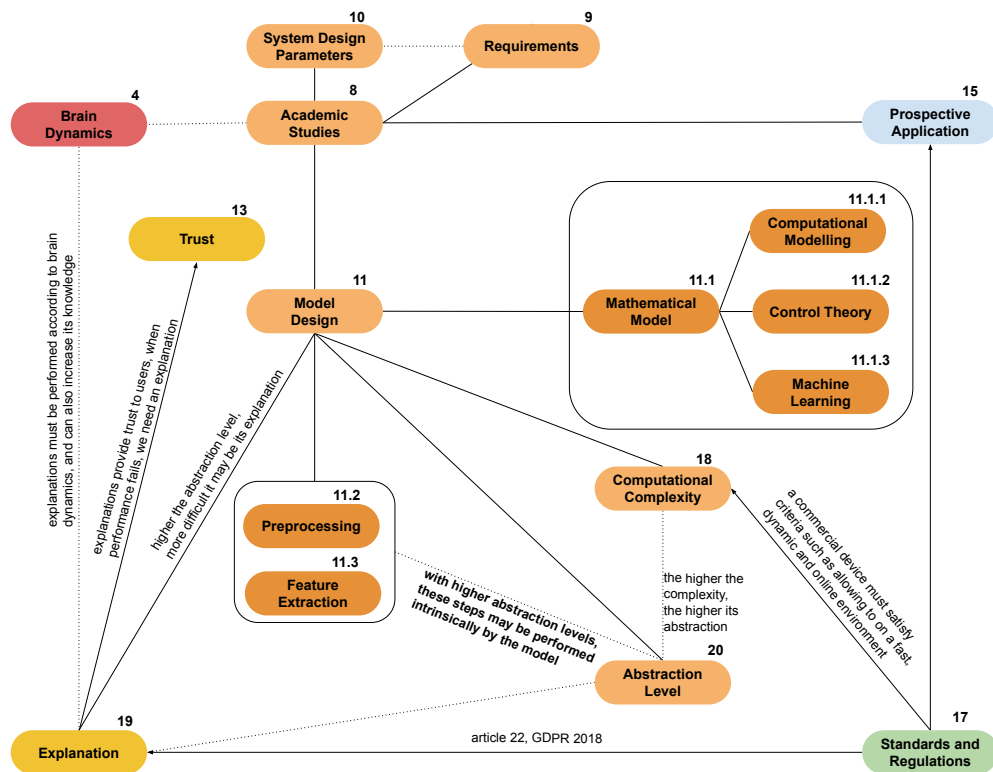 10
System Design
Parameters
9
Requirements
4
Brain
Dynamics
8
Academic
Studies
15
Prospective
Application
13
Trust
11.1.1
Computational
Modelling
11
Model
Design
11.1
Mathematical
Model
11.1.2
Control Theory
11.1.3
Machine
Learning
explanations must be performed according to brain
dynamics, and can also increase its knowledge
explanations provide trust to users, when
performance fails, we need an explanation
higher the abstraction level,
more difficult it may be its explanation
11.2
Preprocessing
11.3
Feature
Extraction
18
Computational
Complexity
a commercial device must satisfy
criteria such as allowing to on a fast,
dynamic and online environment
the higher the
complexity,
the higher its
abstraction
with higher abstraction levels,
these steps may be performed
intrinsically by the model
20
Abstraction
Level
19
Explanation
article 22, GDPR 2018
17
Standards and
Regulations